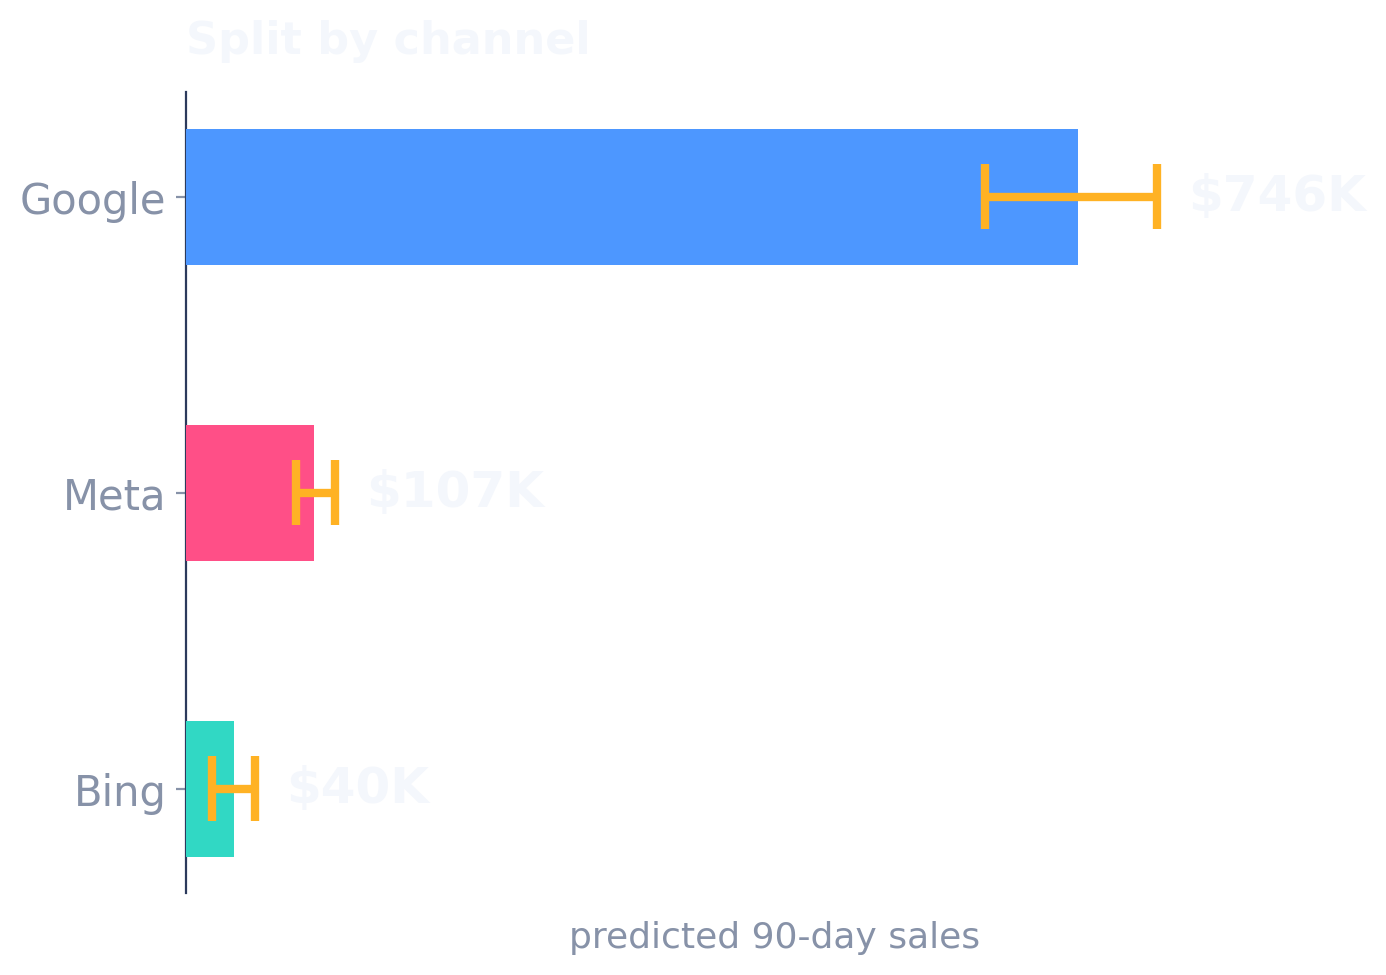 Split by channel
Google
$746K
Meta
$107K
Bing
$40K
predicted 90-day sales